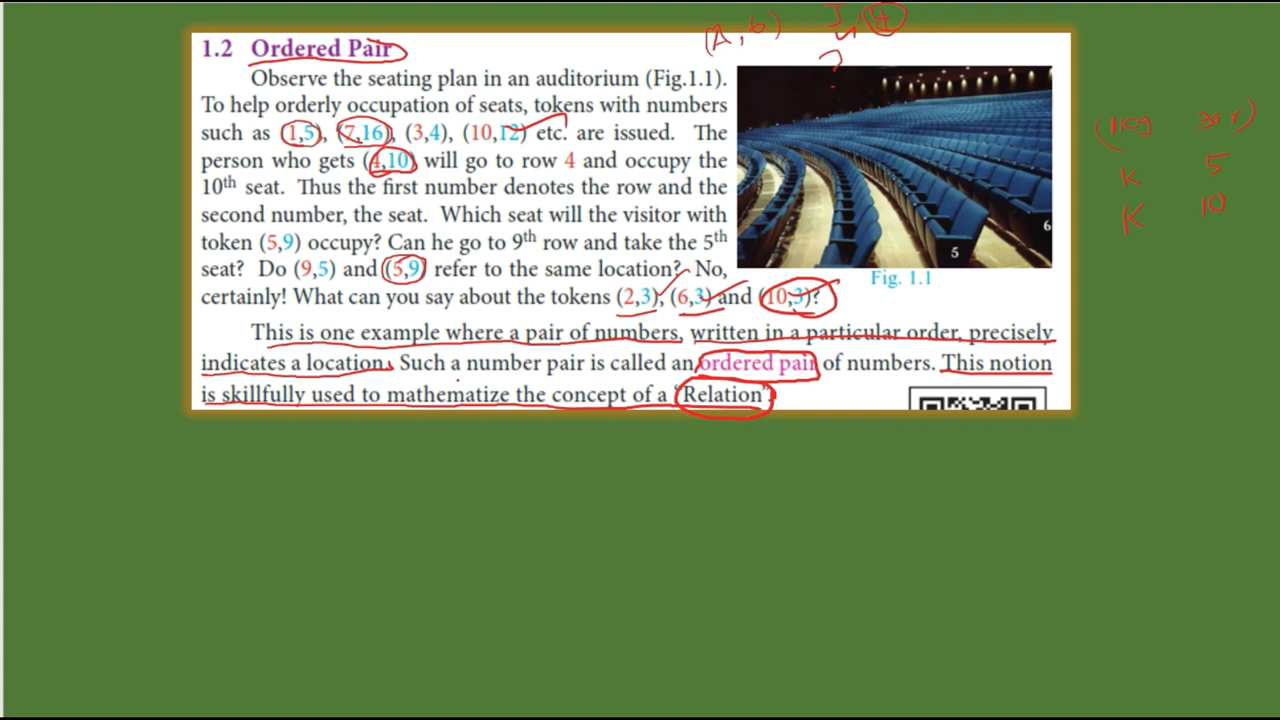 (A, b)
1.2 Ordered Pair
Observe the seating plan in an auditorium (Fig.1.1).
To help orderly occupation of seats, tokens with numbers
such as (1,5), (7,16), (3,4), (10,12) etc. are issued. The
person who gets (4,10) will go to row 4 and occupy the
10th seat. Thus the first number denotes the row and the
second number, the seat. Which seat will the visitor with
token (5,9) occupy? Can he go to 9th row and take the 5th
seat? Do (9,5) and (5,9) refer to the same location? No,
certainly! What can you say about the tokens (2,3), (6,3) and (10,3)?
5
6
Fig. 1.1
This is one example where a pair of numbers, written in a particular order, precisely
indicates a location. Such a number pair is called an ordered pair of numbers. This notion
is skillfully used to mathematize the concept of a “Relation”.
(1kg 30r)
K 5
K 10